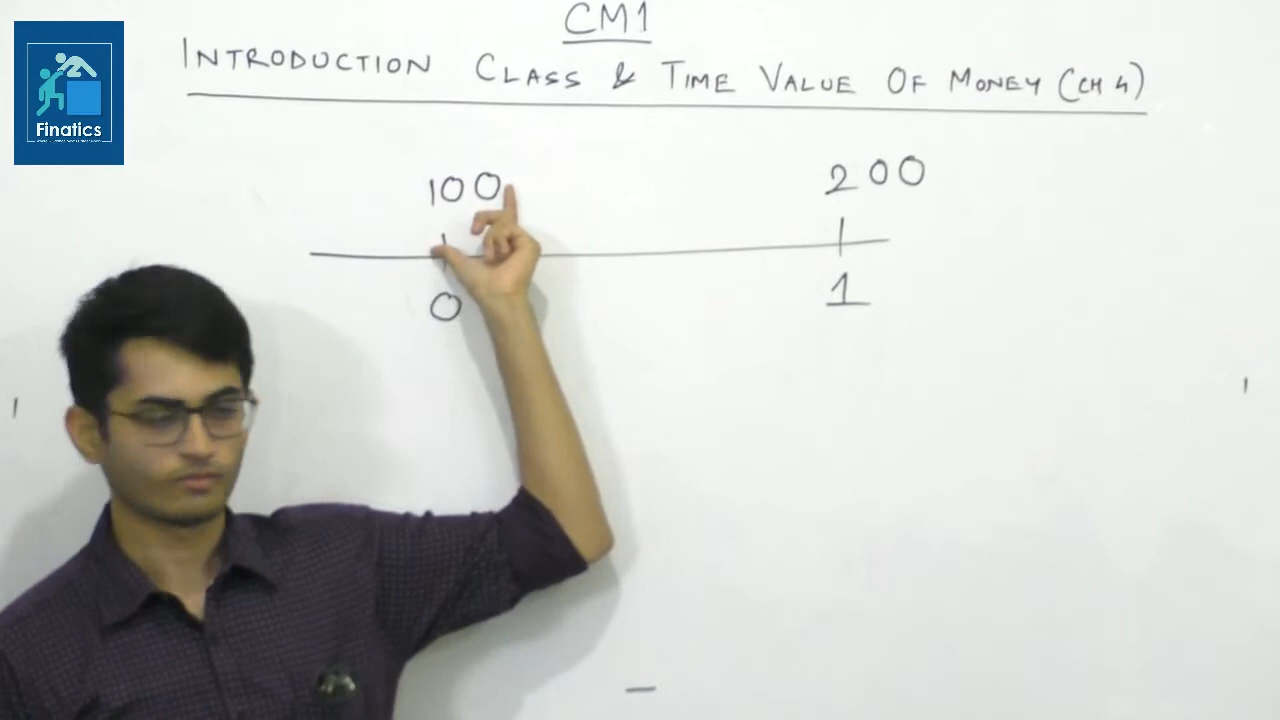 Finatics
CM1
INTRODUCTION CLASS & TIME VALUE OF MONEY (CH 4)
100 200
0 1